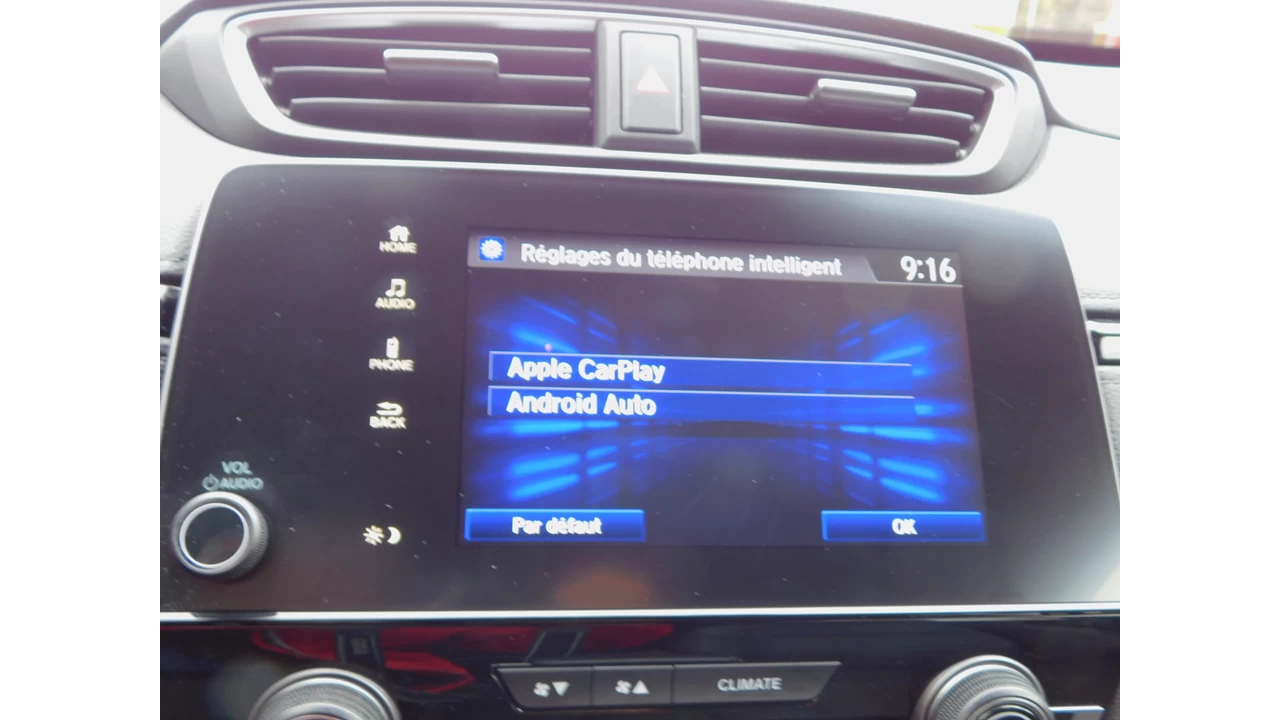 Réglages du téléphone intelligent
9:16
HOME
AUDIO
PHONE
BACK
VOL
AUDIO
Apple CarPlay
Android Auto
Par défaut
OK
CLIMATE